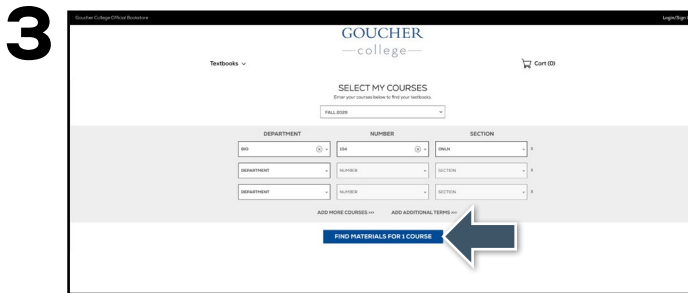 3
Goucher College Official Bookstore
Login/Sign
GOUCHER
college
Textbooks
Cart (0)
SELECT MY COURSES
Enter your courses below to find your textbooks.
FALL 2020
DEPARTMENT NUMBER SECTION
BIO 104 ONLN X
DEPARTMENT NUMBER SECTION X
DEPARTMENT NUMBER SECTION X
ADD MORE COURSES >>> ADD ADDITIONAL TERMS >>>
FIND MATERIALS FOR 1 COURSE